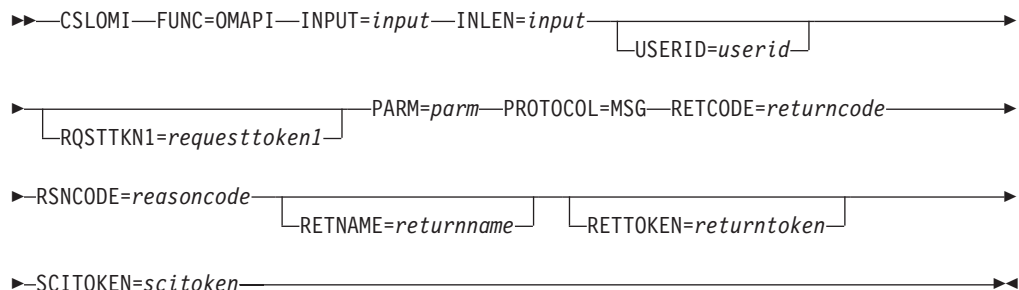 CSLOMI FUNC=OMAPI INPUT=input INLEN=input
USERID=userid
PARM=parm PROTOCOL=MSG RETCODE=returncode
RQSTTKN1=requesttoken1
RSNCODE=reasoncode
RETNAME=returnname RETTOKEN=returntoken
SCITOKEN=scitoken